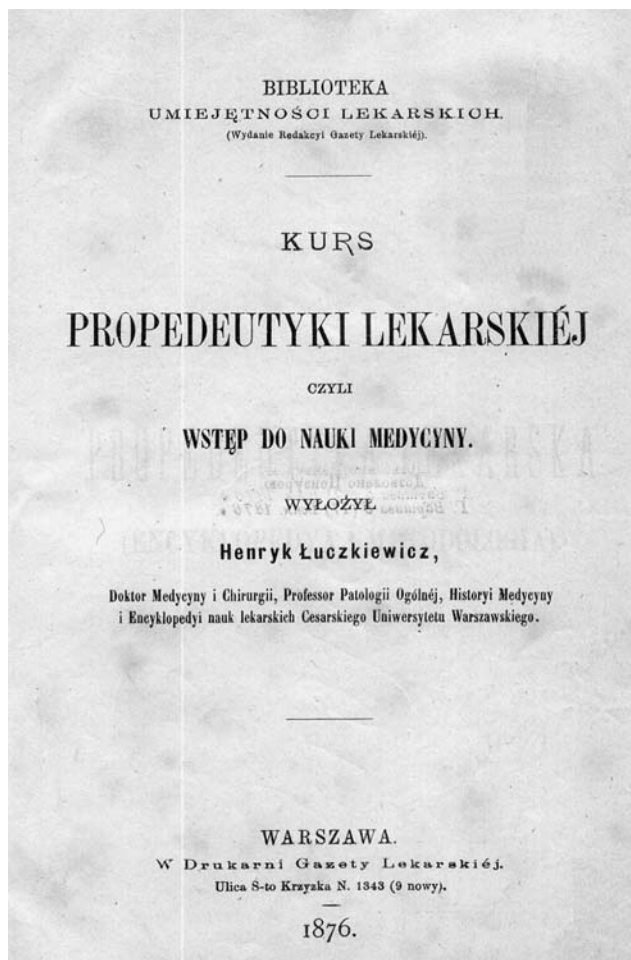 BIBLIOTEKA
UMIEJĘTNOŚCI LEKARSKICH.
(Wydanie Redakcyi Gazety Lekarskiéj).
KURS
PROPEDEUTYKI LEKARSKIÉJ
CZYLI
WSTĘP DO NAUKI MEDYCYNY.
WYŁOŻYŁ
Henryk Łuczkiewicz,
Doktor Medycyny i Chirurgii, Professor Patologii Ogólnéj, Historyi Medycyny
i Encyklopedyi nauk lekarskich Cesarskiego Uniwersytetu Warszawskiego.
WARSZAWA.
W Drukarni Gazety Lekarskiéj.
Ulica Ś-to Krzyzka N. 1343 (9 nowy).
1876.